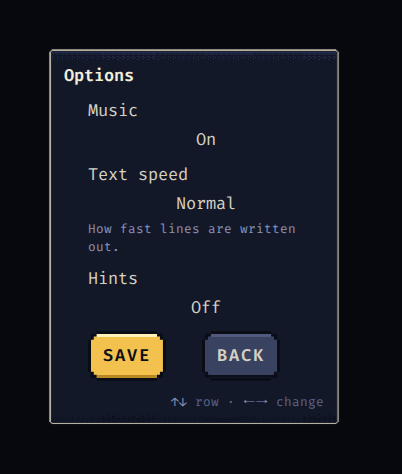 Options
Music
On
Text speed
Normal
How fast lines are written
out.
Hints
Off
SAVE BACK
↑↓ row · ←→ change